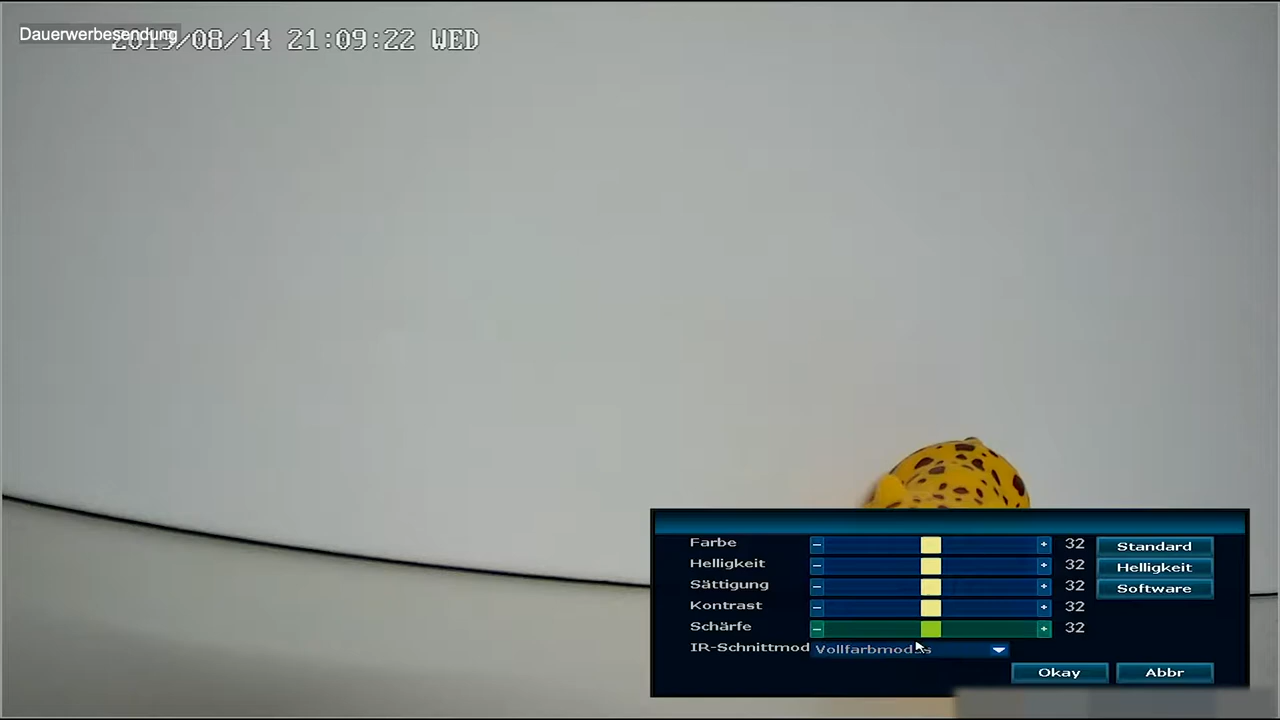 Dauerwerbesendung
2019/08/14 21:09:22 WED
Farbe 32 Standard
Helligkeit 32 Helligkeit
Sättigung 32 Software
Kontrast 32
Schärfe 32
IR-Schnittmod Vollfarbmodus
Okay Abbr